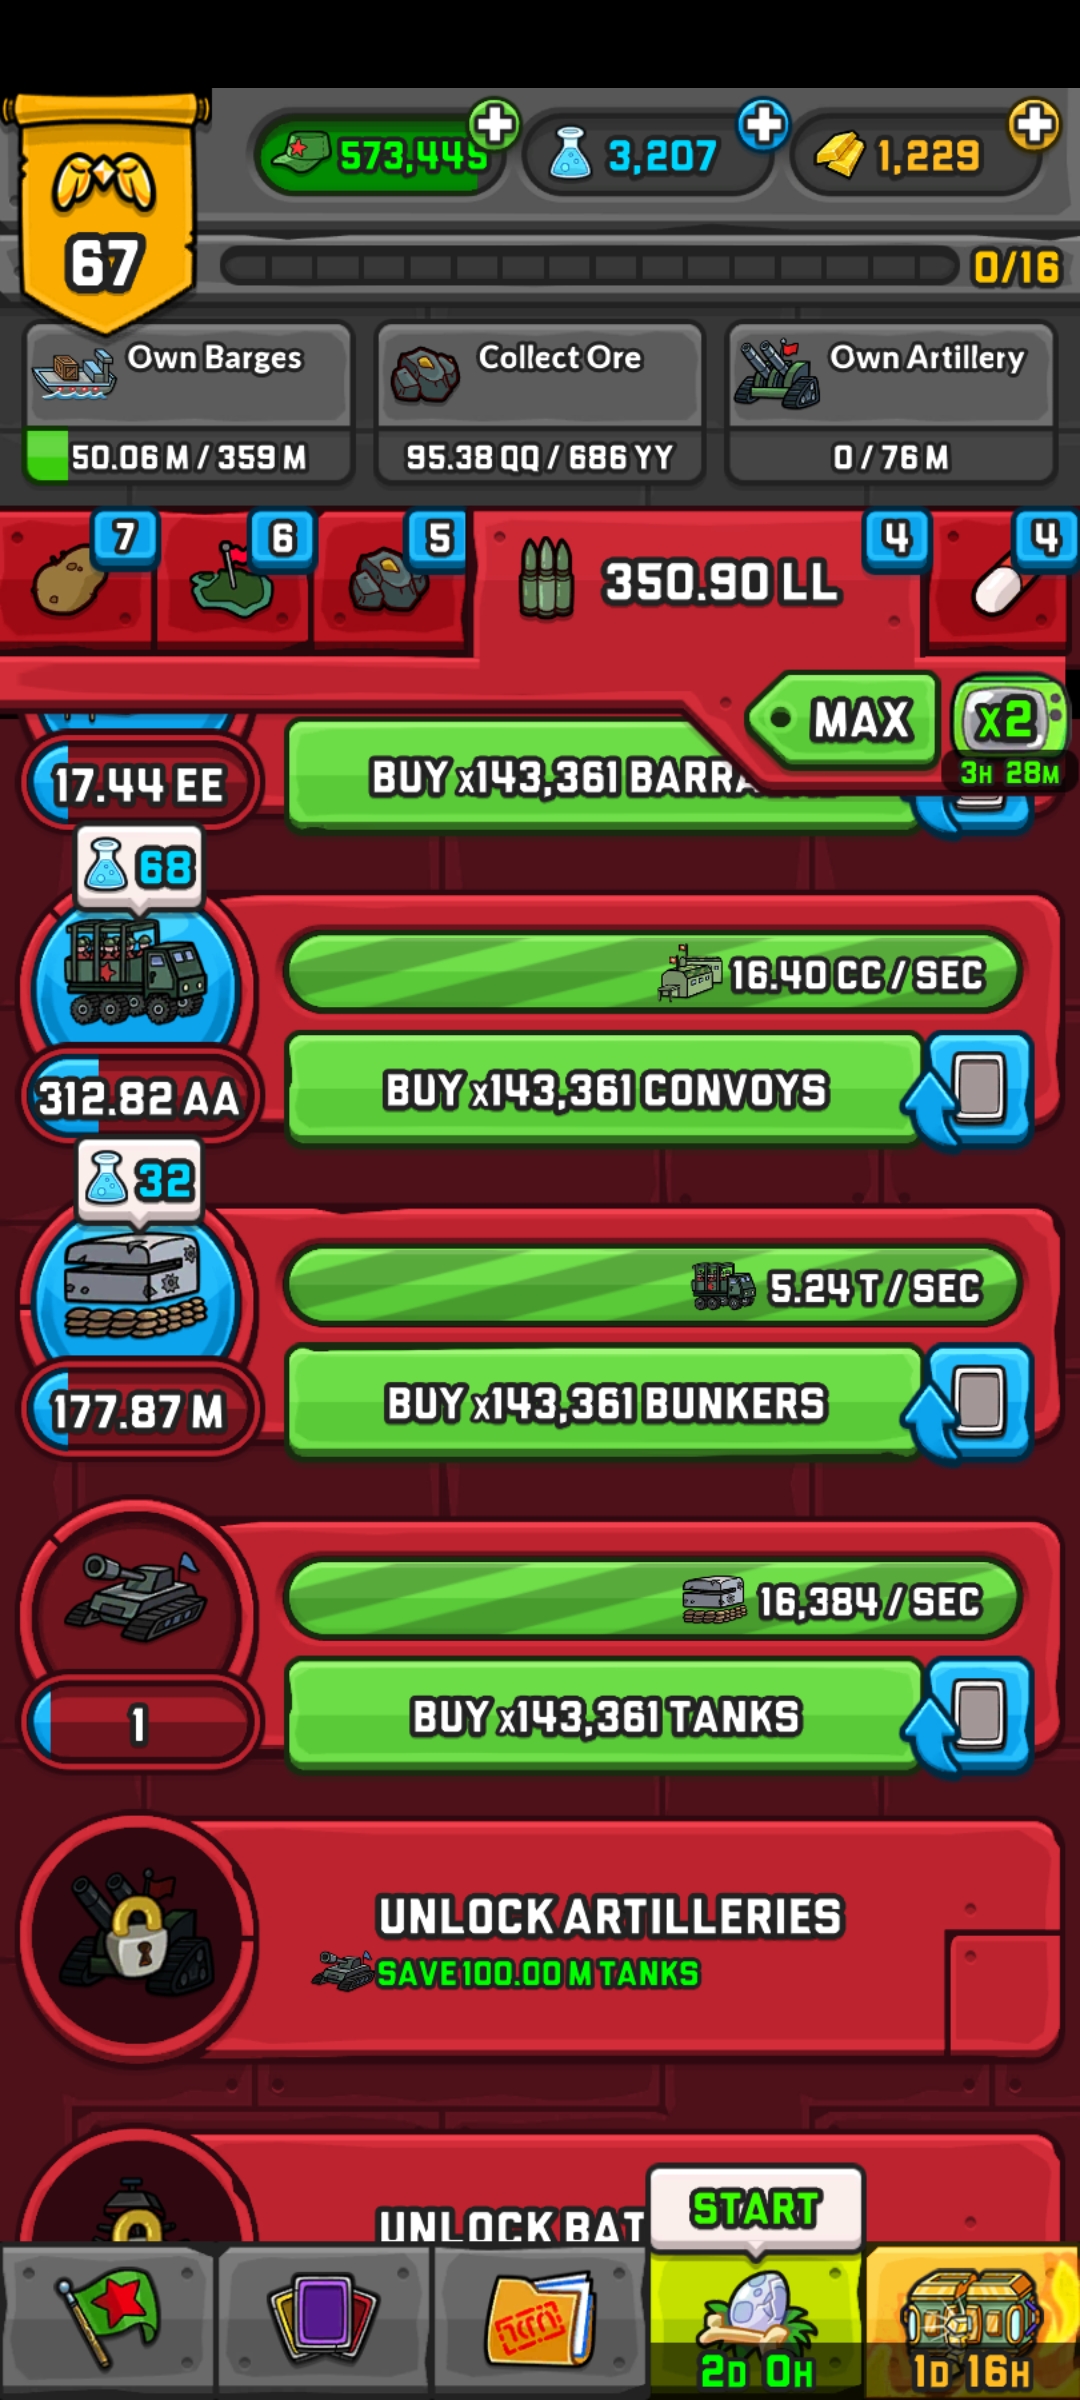 573,445
3,207
1,229
67
0/16
Own Barges
50.06 M / 359 M
Collect Ore
95.38 QQ / 686 YY
Own Artillery
0 / 76 M
7
6
5
350.90 LL
4
4
MAX
x2
3H 28M
17.44 EE
BUY x143,361
68
16.40 CC / SEC
312.82 AA
BUY x143,361 CONVOYS
32
5.24 T / SEC
177.87 M
BUY x143,361 BUNKERS
16,384 / SEC
1
BUY x143,361 TANKS
UNLOCK ARTILLERIES
SAVE 100.00 M TANKS
UNLOCK BAT
START
2D 0H
1D 16H